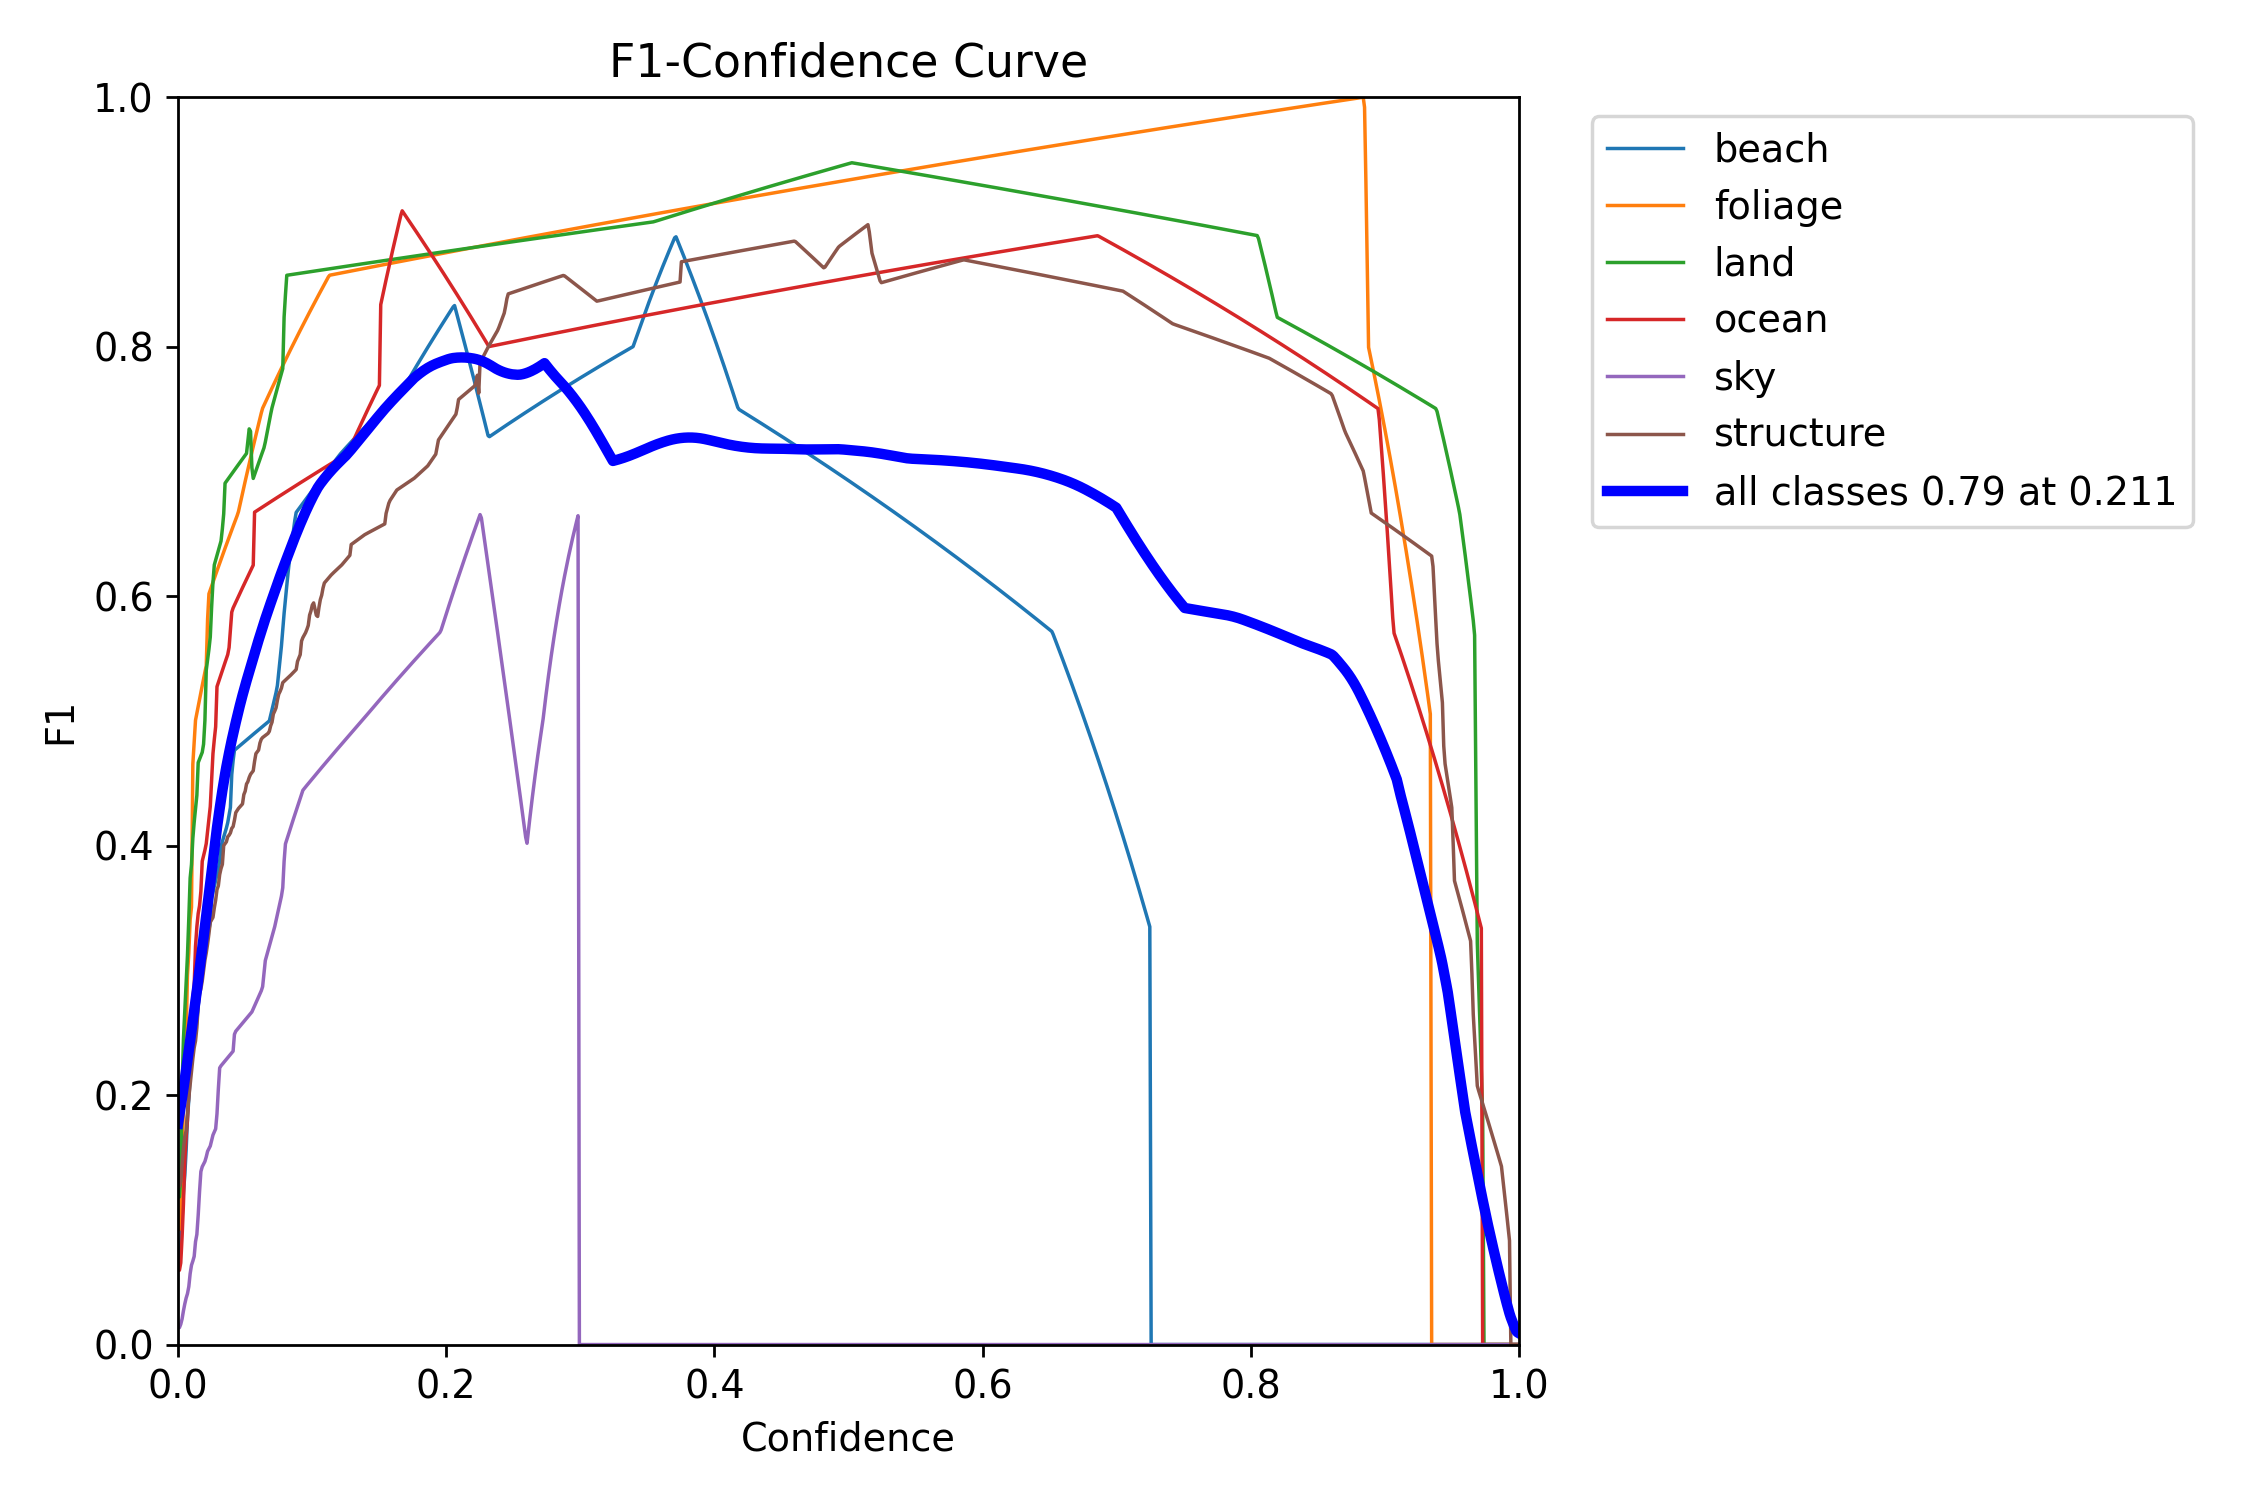 F1-Confidence Curve
1.0
0.8
0.6
0.4
0.2
0.0
F1
0.0 0.2 0.4 0.6 0.8 1.0
Confidence
beach
foliage
land
ocean
sky
structure
all classes 0.79 at 0.211